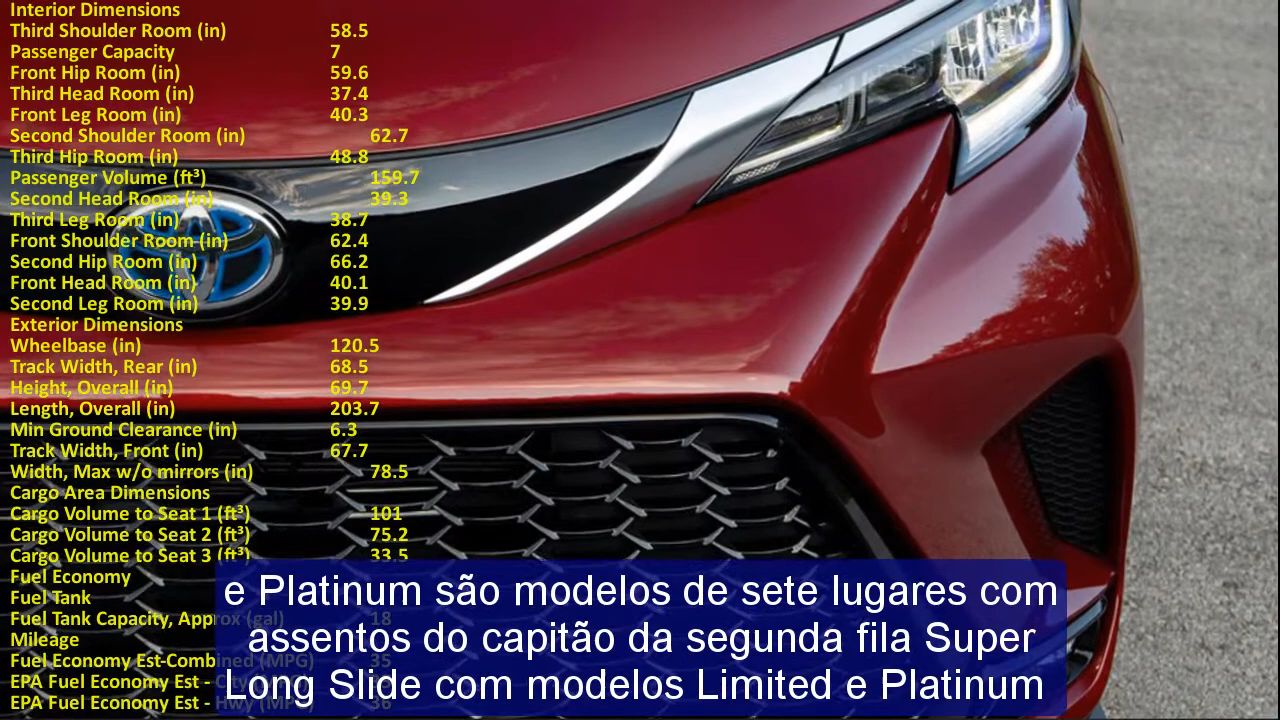 Interior Dimensions
Third Shoulder Room (in) 58.5
Passenger Capacity 7
Front Hip Room (in) 59.6
Third Head Room (in) 37.4
Front Leg Room (in) 40.3
Second Shoulder Room (in) 62.7
Third Hip Room (in) 48.8
Passenger Volume (ft³) 159.7
Second Head Room (in) 39.3
Third Leg Room (in) 38.7
Front Shoulder Room (in) 62.4
Second Hip Room (in) 66.2
Front Head Room (in) 40.1
Second Leg Room (in) 39.9
Exterior Dimensions
Wheelbase (in) 120.5
Track Width, Rear (in) 68.5
Height, Overall (in) 69.7
Length, Overall (in) 203.7
Min Ground Clearance (in) 6.3
Track Width, Front (in) 67.7
Width, Max w/o mirrors (in) 78.5
Cargo Area Dimensions
Cargo Volume to Seat 1 (ft³) 101
Cargo Volume to Seat 2 (ft³) 75.2
Cargo Volume to Seat 3 (ft³) 33.5
Fuel Economy
Fuel Tank
Fuel Tank Capacity, Approx (gal) 18
Mileage
Fuel Economy Est-Combined (MPG) 35
EPA Fuel Economy Est - City (MPG)
EPA Fuel Economy Est - Hwy (MPG) 36
e Platinum são modelos de sete lugares com
assentos do capitão da segunda fila Super
Long Slide com modelos Limited e Platinum